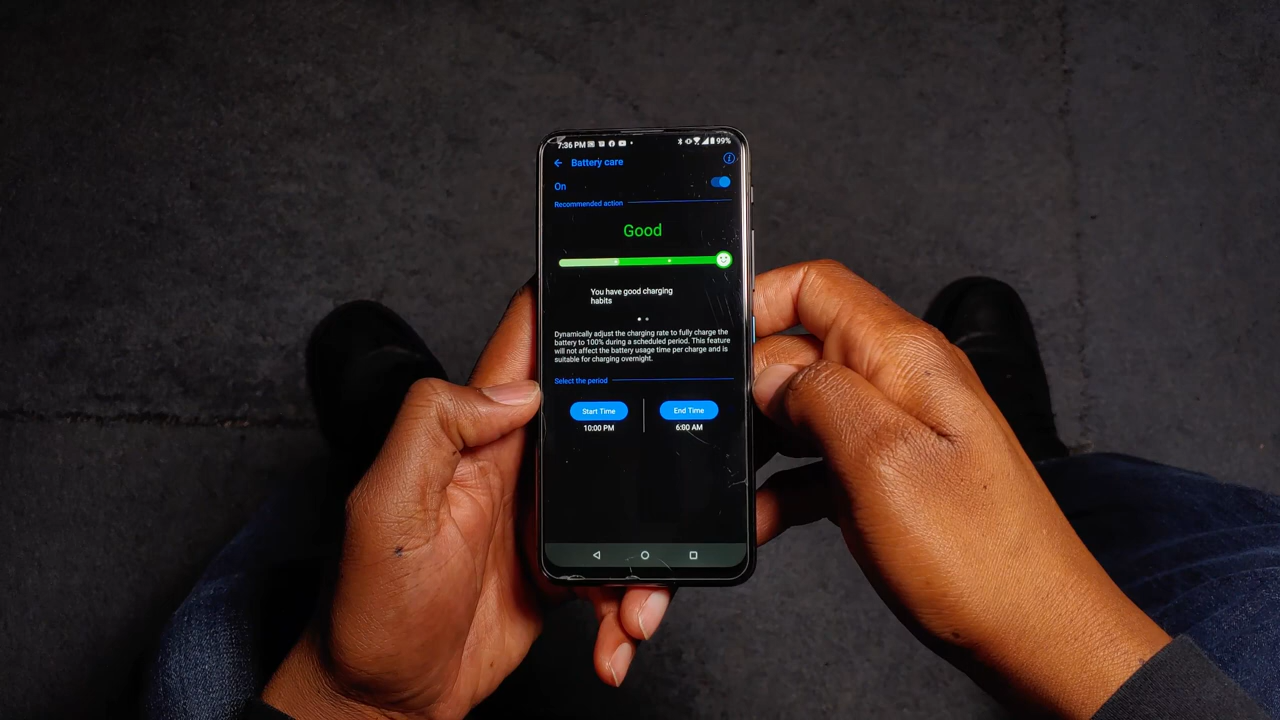 7:36 PM 99%
Battery care
On
Recommended action
Good
You have good charging
habits
Dynamically adjust the charging rate to fully charge the
battery to 100% during a scheduled period. This feature
will not affect the battery usage time per charge and is
suitable for charging overnight.
Select the period
Start Time End Time
10:00 PM 6:00 AM